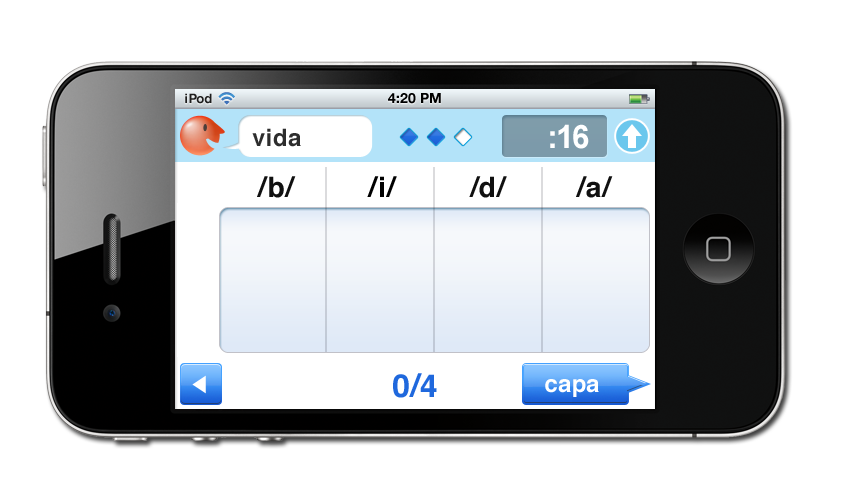 iPod 4:20 PM
vida :16
/b/ /i/ /d/ /a/
0/4 capa